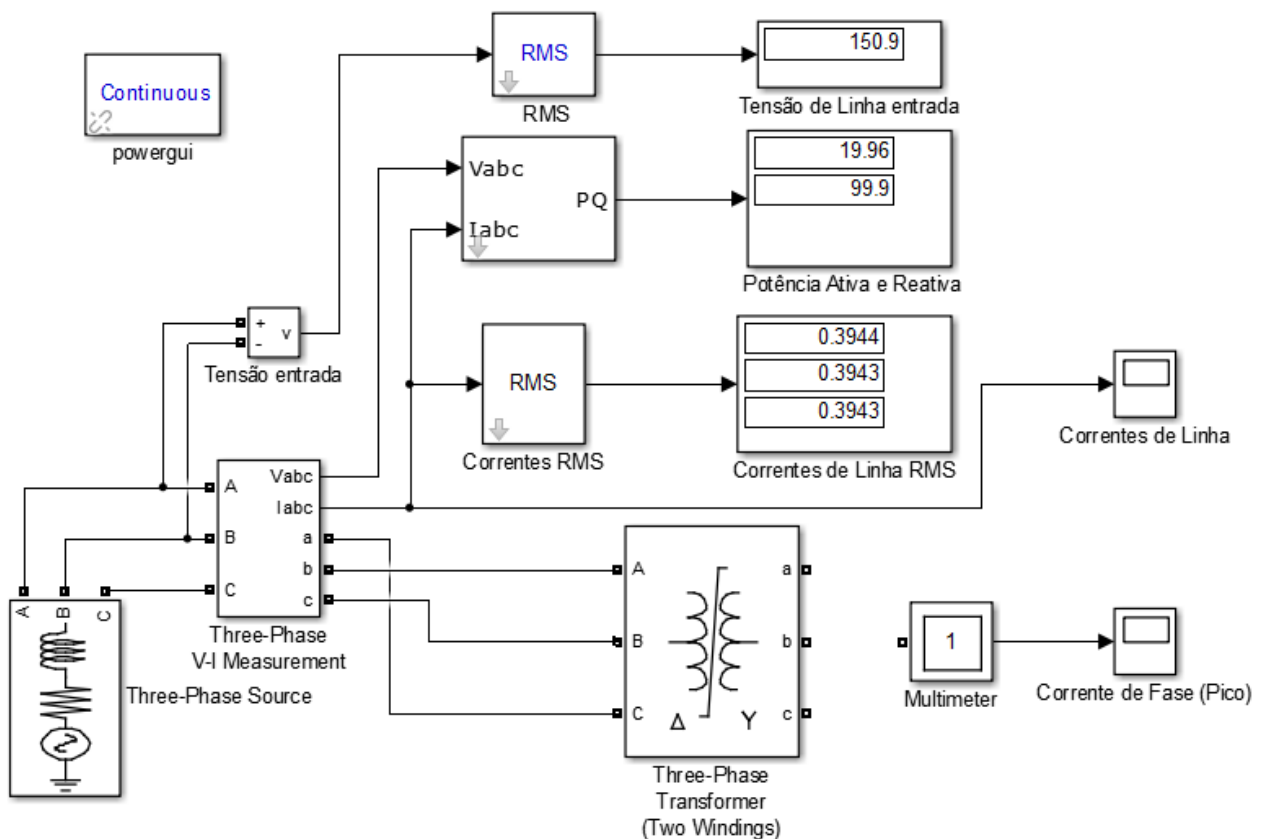 RMS
RMS
150.9
Tensão de Linha entrada
Continuous
powergui
Vabc
Iabc
PQ
19.96
99.9
Potência Ativa e Reativa
+
-
v
Tensão entrada
RMS
Correntes RMS
0.3944
0.3943
0.3943
Correntes de Linha RMS
Correntes de Linha
A
B
C
Vabc
Iabc
a
b
c
Three-Phase
V-I Measurement
A
B
C
Three-Phase Source
A
B
C
a
b
c
Δ
Y
Three-Phase
Transformer
(Two Windings)
1
Multimeter
Corrente de Fase (Pico)